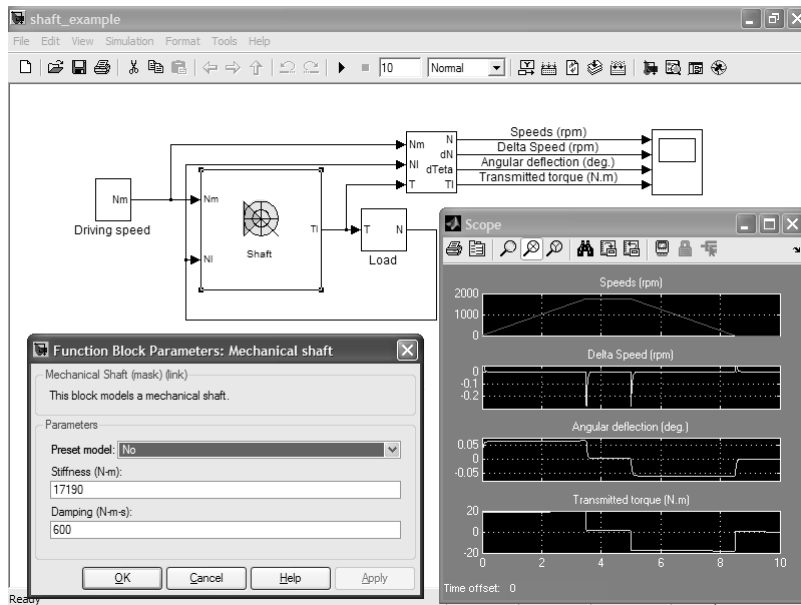 shaft_example
File Edit View Simulation Format Tools Help
10 Normal
Speeds (rpm)
Delta Speed (rpm)
Angular deflection (deg.)
Transmitted torque (N.m)
Nm N
dN
Nl dTeta
T Tl
Nm
Driving speed
Nm
Tl
Nl
Shaft
T N
Load
Scope
Speeds (rpm)
2000
1000
0
Delta Speed (rpm)
0
-0.1
-0.2
Angular deflection (deg.)
0.05
0
-0.05
Transmitted torque (N.m)
20
0
-20
0 2 4 6 8 10
Time offset: 0
Function Block Parameters: Mechanical shaft
Mechanical Shaft (mask) (link)
This block models a mechanical shaft.
Parameters
Preset model: No
Stiffness (N-m):
17190
Damping (N-m-s):
600
OK Cancel Help Apply
Ready